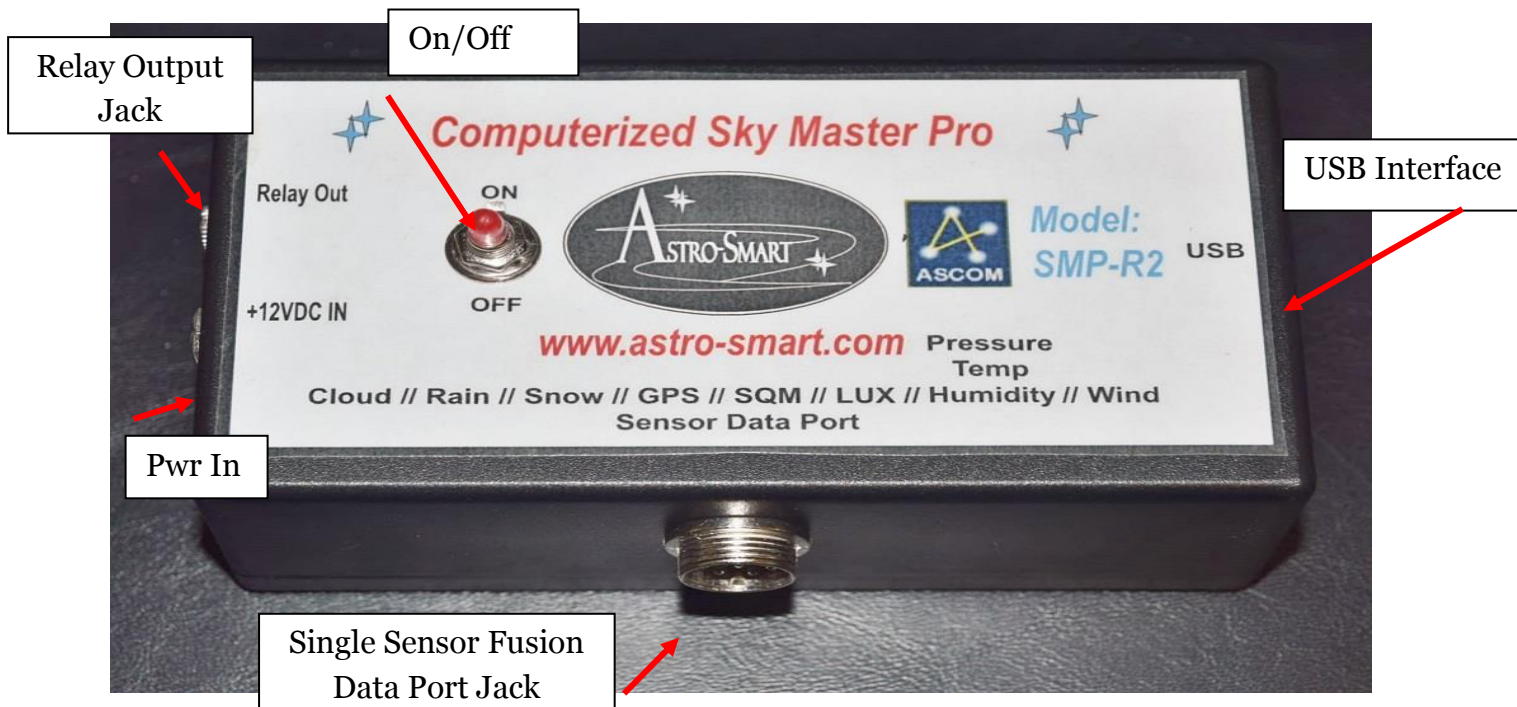 On/Off
Relay Output
Jack
Computerized Sky Master Pro
USB Interface
Relay Out
ON
ASTRO-SMART
ASCOM
Model:
SMP-R2
USB
+12VDC IN
OFF
www.astro-smart.com
Pressure
Temp
Cloud // Rain // Snow // GPS // SQM // LUX // Humidity // Wind
Sensor Data Port
Pwr In
Single Sensor Fusion
Data Port Jack